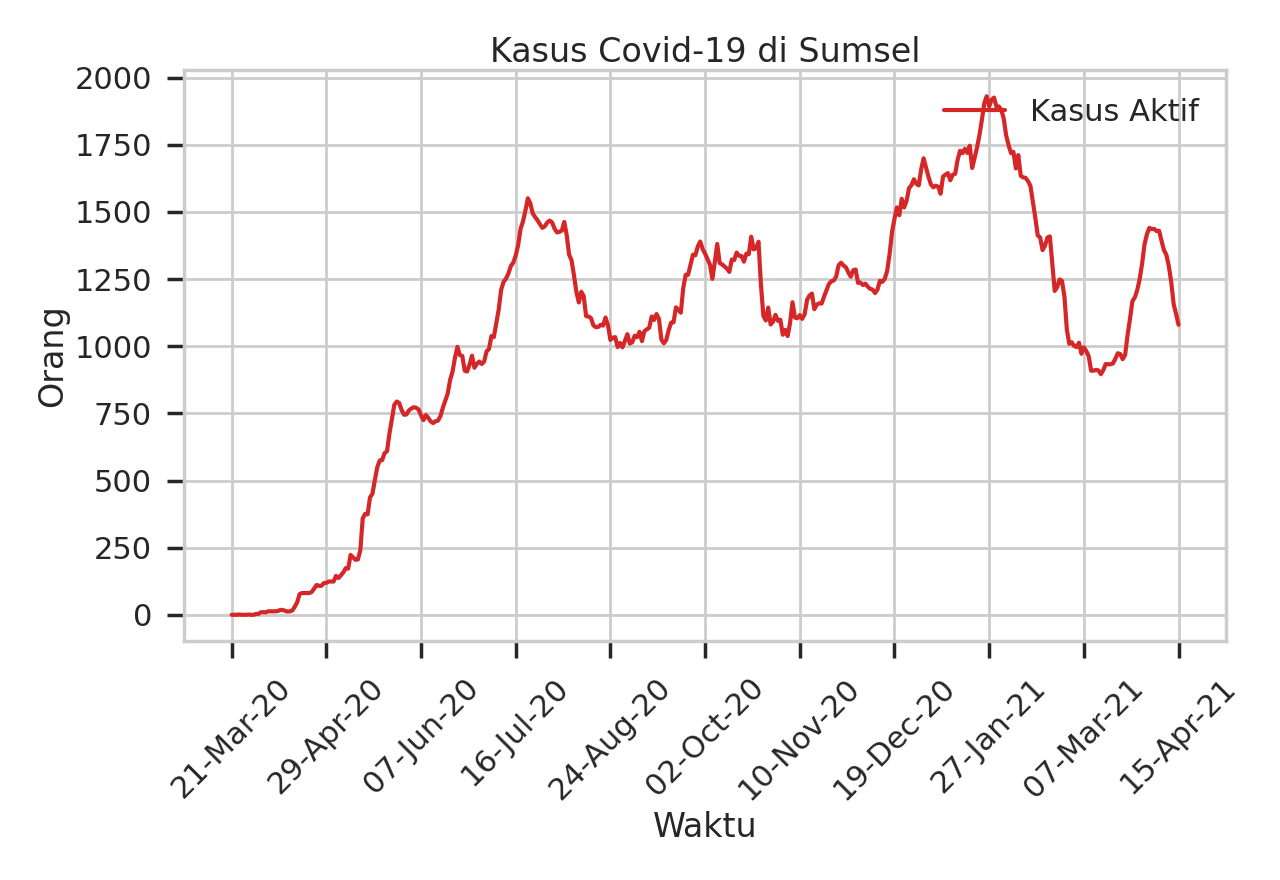 Kasus Covid-19 di Sumsel
2000
1750
1500
1250
1000
750
500
250
0
Orang
Kasus Aktif
21-Mar-20
29-Apr-20
07-Jun-20
16-Jul-20
24-Aug-20
02-Oct-20
10-Nov-20
19-Dec-20
27-Jan-21
07-Mar-21
15-Apr-21
Waktu